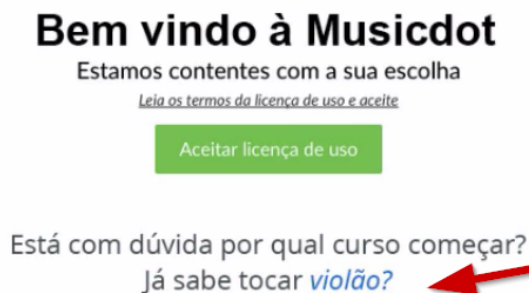 Bem vindo à Musicdot
Estamos contentes com a sua escolha
Leia os termos da licença de uso e aceite
Aceitar licença de uso
Está com dúvida por qual curso começar?
Já sabe tocar violão?